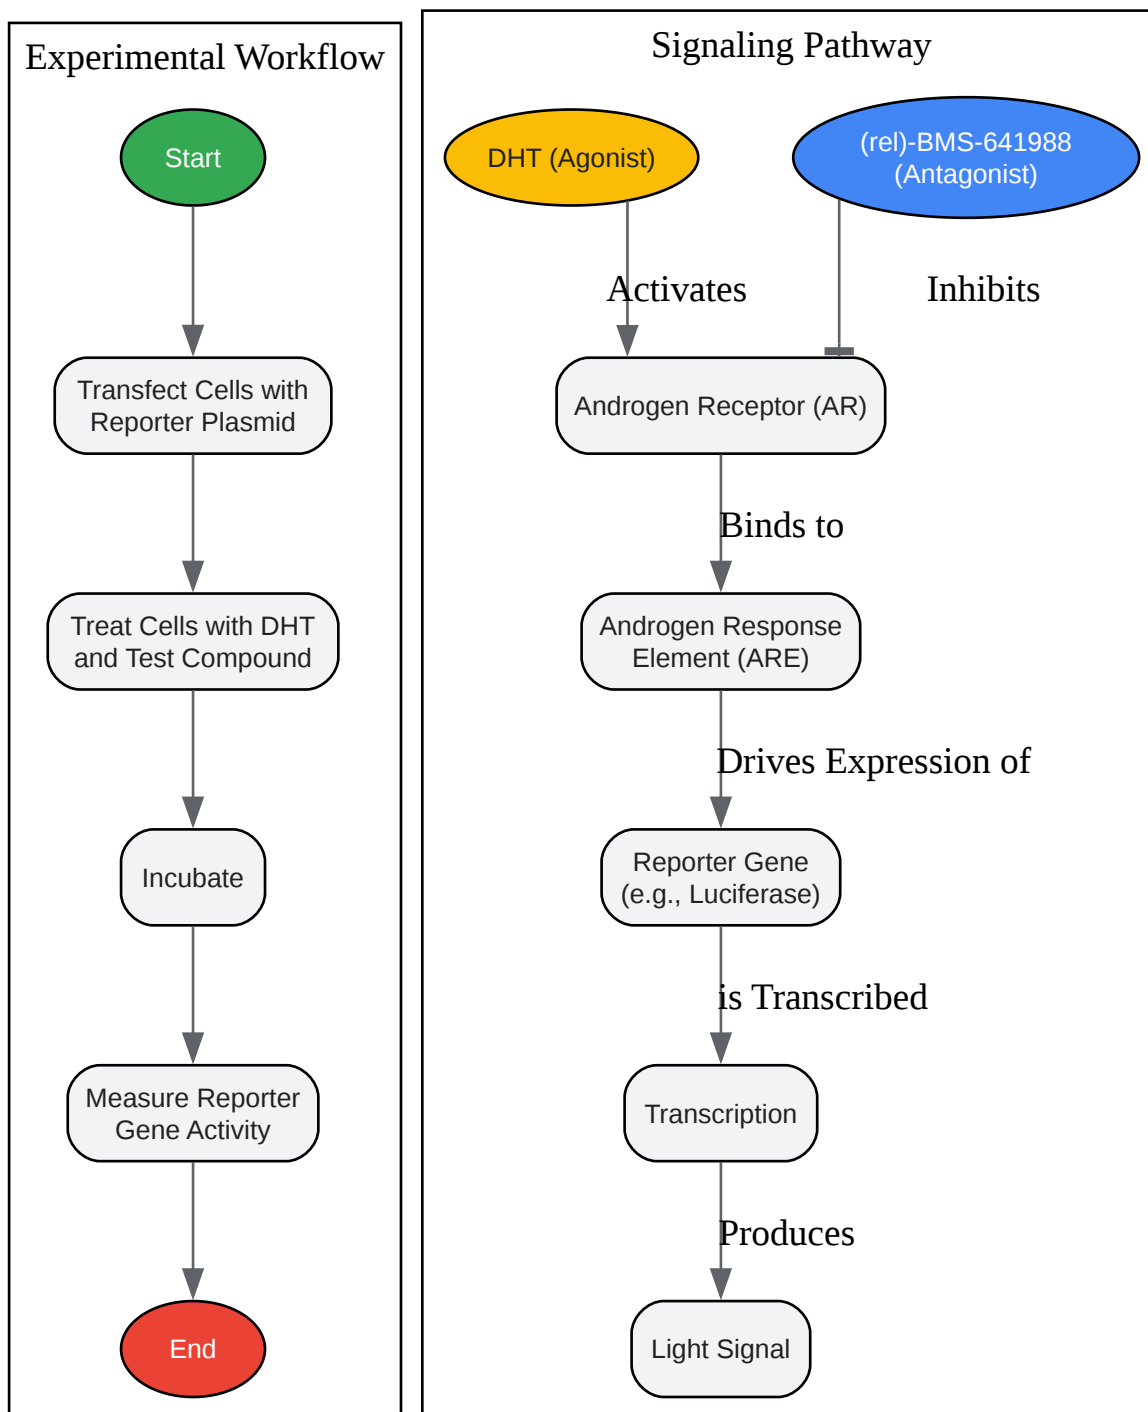 Experimental Workflow
Start
Transfect Cells with
Reporter Plasmid
Treat Cells with DHT
and Test Compound
Incubate
Measure Reporter
Gene Activity
End
Signaling Pathway
DHT (Agonist)
(rel)-BMS-641988
(Antagonist)
Activates
Inhibits
Androgen Receptor (AR)
Binds to
Androgen Response
Element (ARE)
Drives Expression of
Reporter Gene
(e.g., Luciferase)
is Transcribed
Transcription
Produces
Light Signal